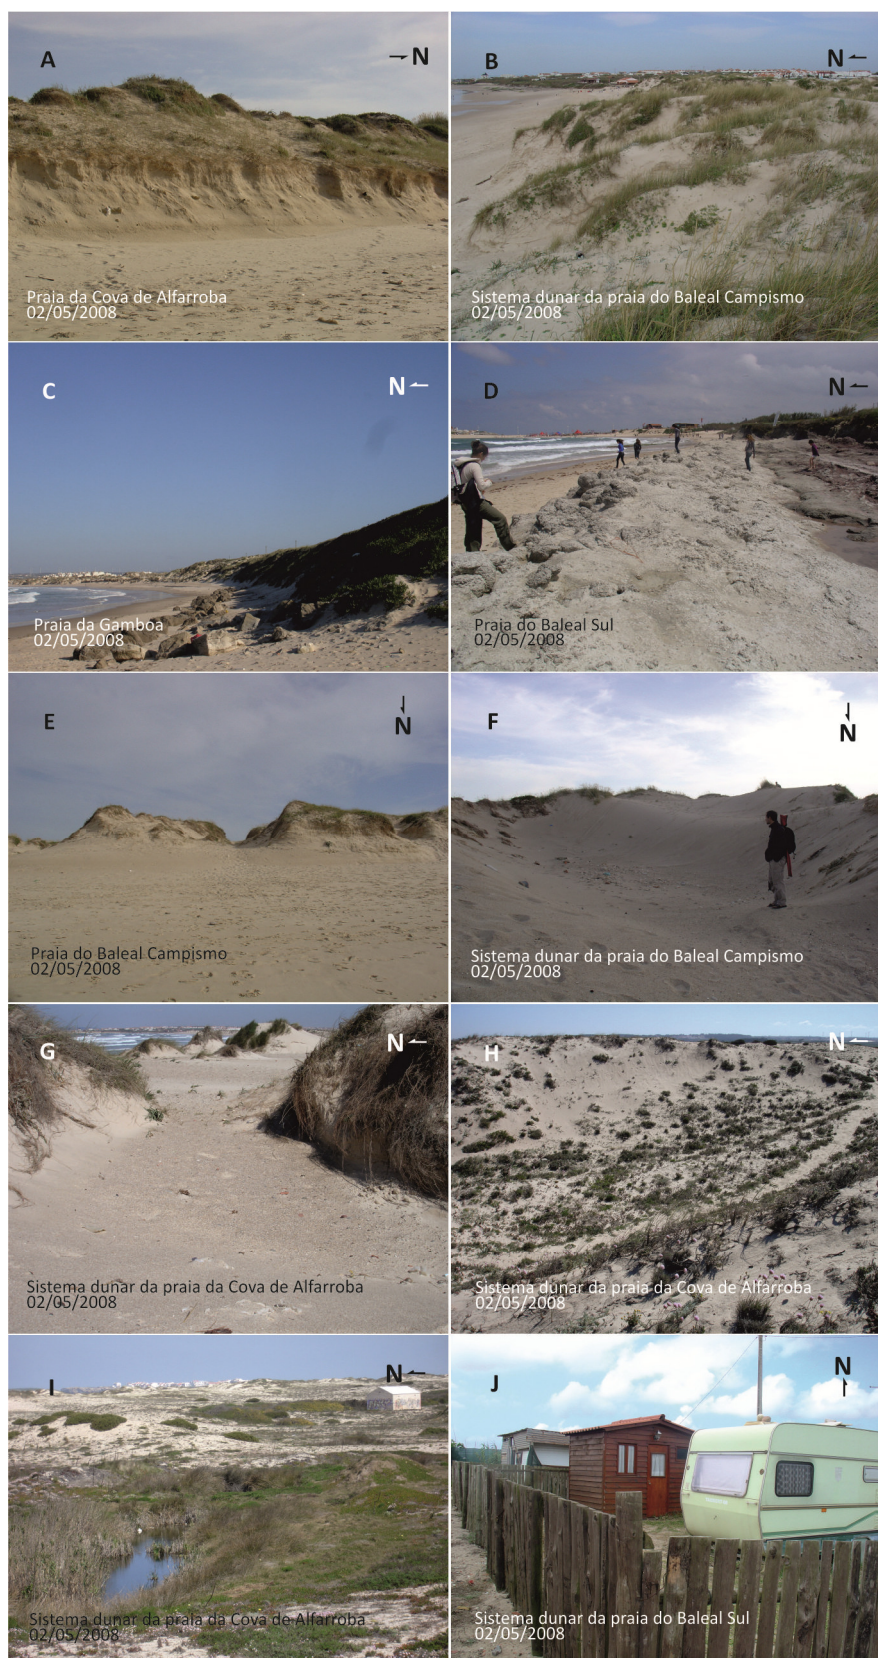 A
N
Praia da Cova de Alfarroba
02/05/2008
B
N
Sistema dunar da praia do Baleal Campismo
02/05/2008
C
N
Praia da Gamboa
02/05/2008
D
N
Praia do Baleal Sul
02/05/2008
E
N
Praia do Baleal Campismo
02/05/2008
F
N
Sistema dunar da praia do Baleal Campismo
02/05/2008
G
N
Sistema dunar da praia da Cova de Alfarroba
02/05/2008
H
N
Sistema dunar da praia da Cova de Alfarroba
02/05/2008
I
N
Sistema dunar da praia da Cova de Alfarroba
02/05/2008
J
N
Sistema dunar da praia do Baleal Sul
02/05/2008